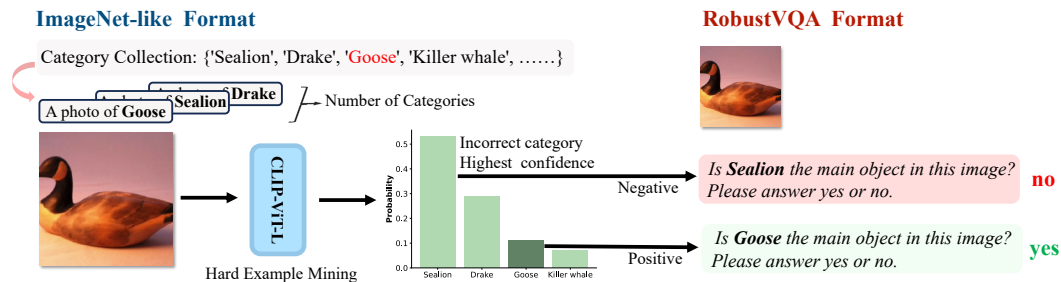 ImageNet-like Format
RobustVQA Format
Category Collection: {'Sealion', 'Drake', 'Goose', 'Killer whale', ......}
Drake
Sealion
A photo of Goose
Number of Categories
CLIP-ViT-L
Hard Example Mining
Probability
0.5
0.4
0.3
0.2
0.1
0.0
Sealion Drake Goose Killer whale
Incorrect category
Highest confidence
Negative
Positive
Is Sealion the main object in this image?
Please answer yes or no.
no
Is Goose the main object in this image?
Please answer yes or no.
yes